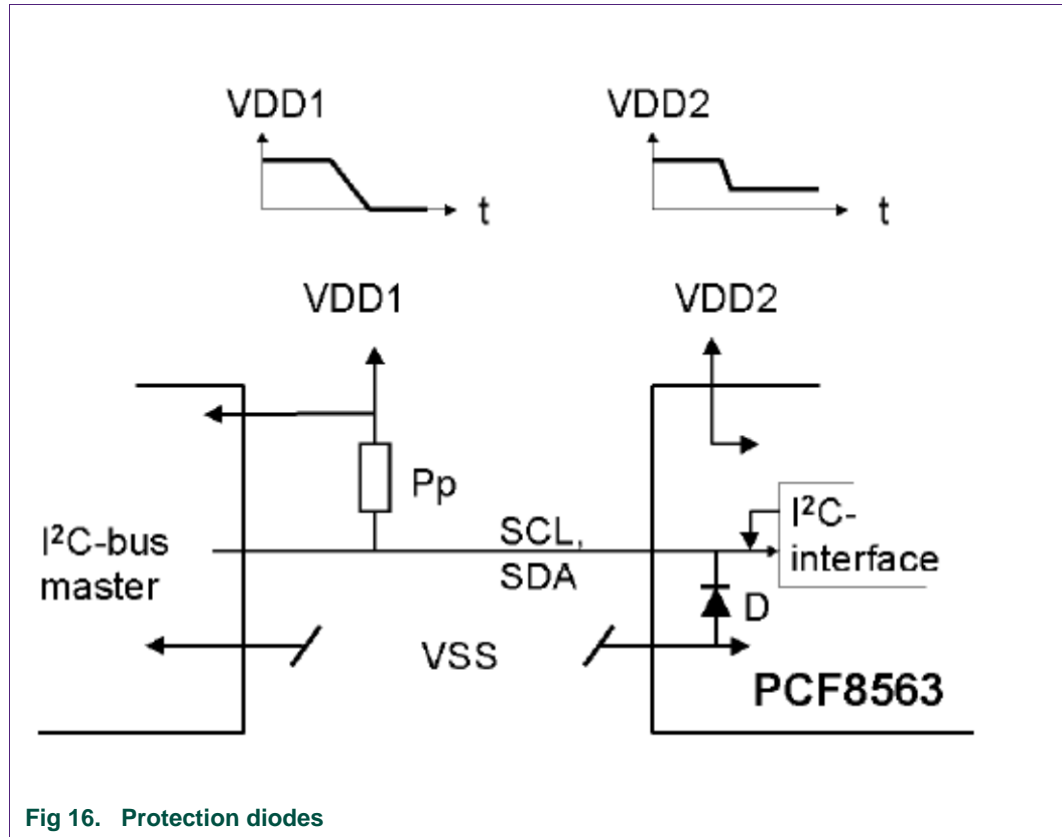 VDD1
VDD2
t
t
VDD1
VDD2
Pp
I²C-bus
master
SCL,
SDA
I²C-
interface
D
VSS
PCF8563
Fig 16. Protection diodes